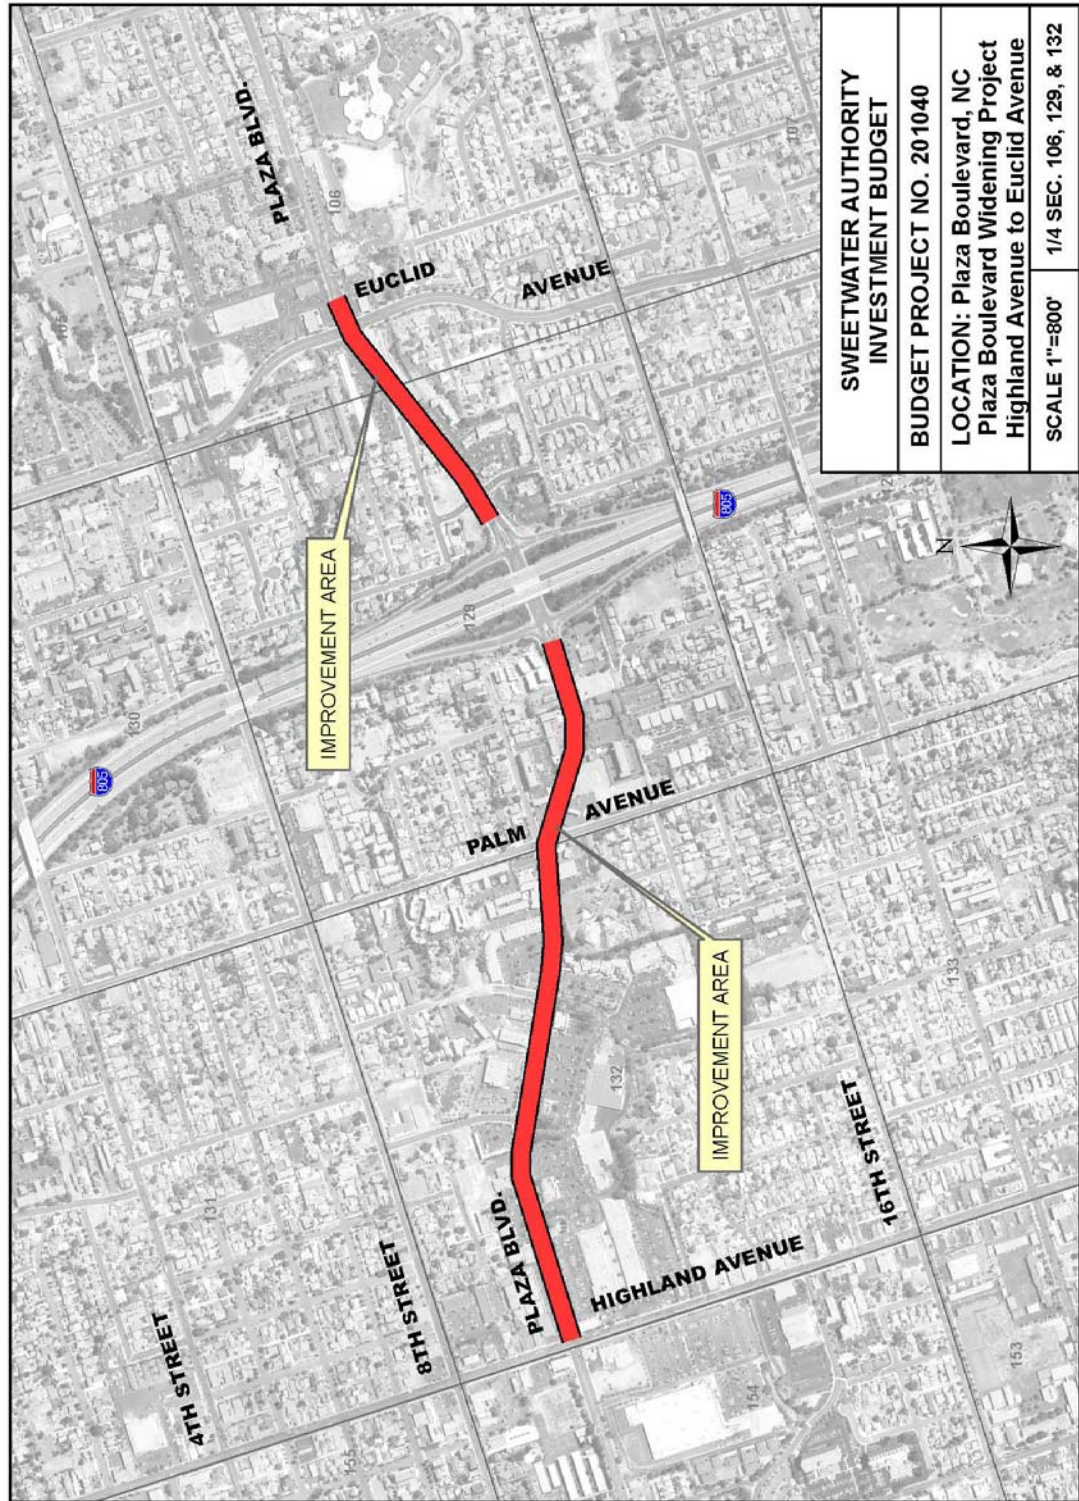 PLAZA BLVD.
105
106
107
EUCLID
AVENUE
IMPROVEMENT AREA
805
129
130
805
N
PALM
AVENUE
IMPROVEMENT AREA
132
133
131
PLAZA BLVD.
16TH STREET
HIGHLAND AVENUE
8TH STREET
4TH STREET
153
154
155
SWEETWATER AUTHORITY
INVESTMENT BUDGET
BUDGET PROJECT NO. 201040
LOCATION: Plaza Boulevard, NC
Plaza Boulevard Widening Project
Highland Avenue to Euclid Avenue
SCALE 1"=800'
1/4 SEC. 106, 129, & 132